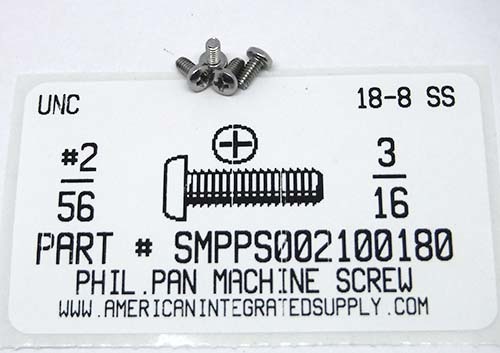 UNC 18-8 SS
#2 3
56 16
PART # SMPPS002100180
PHIL.PAN MACHINE SCREW
WWW.AMERICANINTEGRATEDSUPPLY.COM